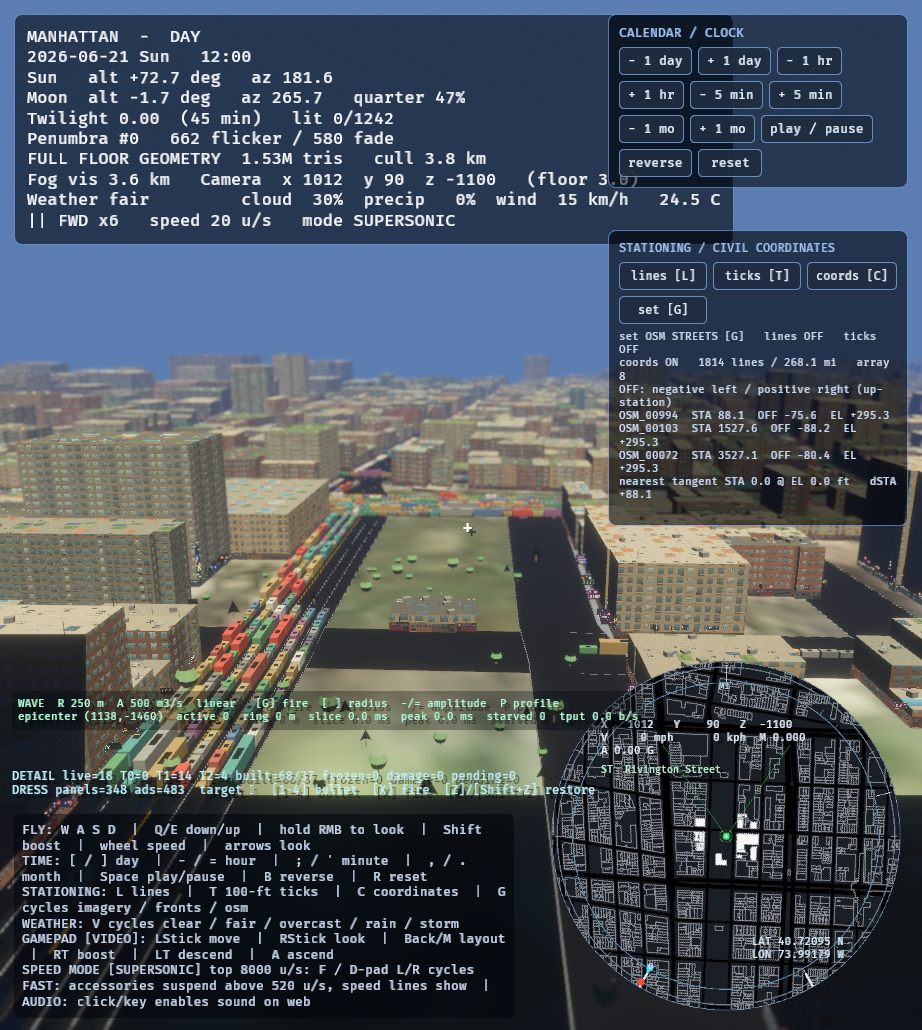 MANHATTAN - DAY
2026-06-21 Sun 12:00
Sun alt +72.7 deg az 181.6
Moon alt -1.7 deg az 265.7 quarter 47%
Twilight 0.00 (45 min) lit 0/1242
Penumbra #0 662 flicker / 580 fade
FULL FLOOR GEOMETRY 1.53M tris cull 3.8 km
Fog vis 3.6 km Camera x 1012 y 90 z -1100 (floor 3.0)
Weather fair cloud 30% precip 0% wind 15 km/h 24.5 C
|| FWD x6 speed 20 u/s mode SUPERSONIC
CALENDAR / CLOCK
- 1 day + 1 day - 1 hr
+ 1 hr - 5 min + 5 min
- 1 mo + 1 mo play / pause
reverse reset
STATIONING / CIVIL COORDINATES
lines [L] ticks [T] coords [C]
set [G]
set OSM STREETS [G] lines OFF ticks
OFF
coords ON 1814 lines / 268.1 mi array
8
OFF: negative left / positive right (up-
station)
OSM_00994 STA 88.1 OFF -75.6 EL +295.3
OSM_00103 STA 1527.6 OFF -88.2 EL
+295.3
OSM_00072 STA 3527.1 OFF -80.4 EL
+295.3
nearest tangent STA 0.0 @ EL 0.0 ft dSTA
+88.1
WAVE R 250 m A 500 m3/s linear [G] fire [ ] radius -/= amplitude P profile
epicenter (1138,-1460) active 0 ring 0 m slice 0.0 ms peak 0.0 ms starved 0 tput 0.0 b/s
X 1012 Y 90 Z -1100
V 0 mph 0 kph M 0.000
A 0.00 G
ST Rivington Street
DETAIL live=18 T0=0 T1=14 T2=4 built=68/37 frozen=0 damage=0 pending=0
DRESS panels=348 ads=483 target [1-4] bullet [X] fire [Z]/[Shift+Z] restore
FLY: W A S D | Q/E down/up | hold RMB to look | Shift
boost | wheel speed | arrows look
TIME: [ / ] day | - / = hour | ; / ' minute | , / .
month | Space play/pause | B reverse | R reset
STATIONING: L lines | T 100-ft ticks | C coordinates | G
cycles imagery / fronts / osm
WEATHER: V cycles clear / fair / overcast / rain / storm
GAMEPAD [VIDEO]: LStick move | RStick look | Back/M layout
| RT boost | LT descend | A ascend
SPEED MODE [SUPERSONIC] top 8000 u/s: F / D-pad L/R cycles
FAST: accessories suspend above 520 u/s, speed lines show |
AUDIO: click/key enables sound on web
LAT 40.72095 N
LON 73.99179 W